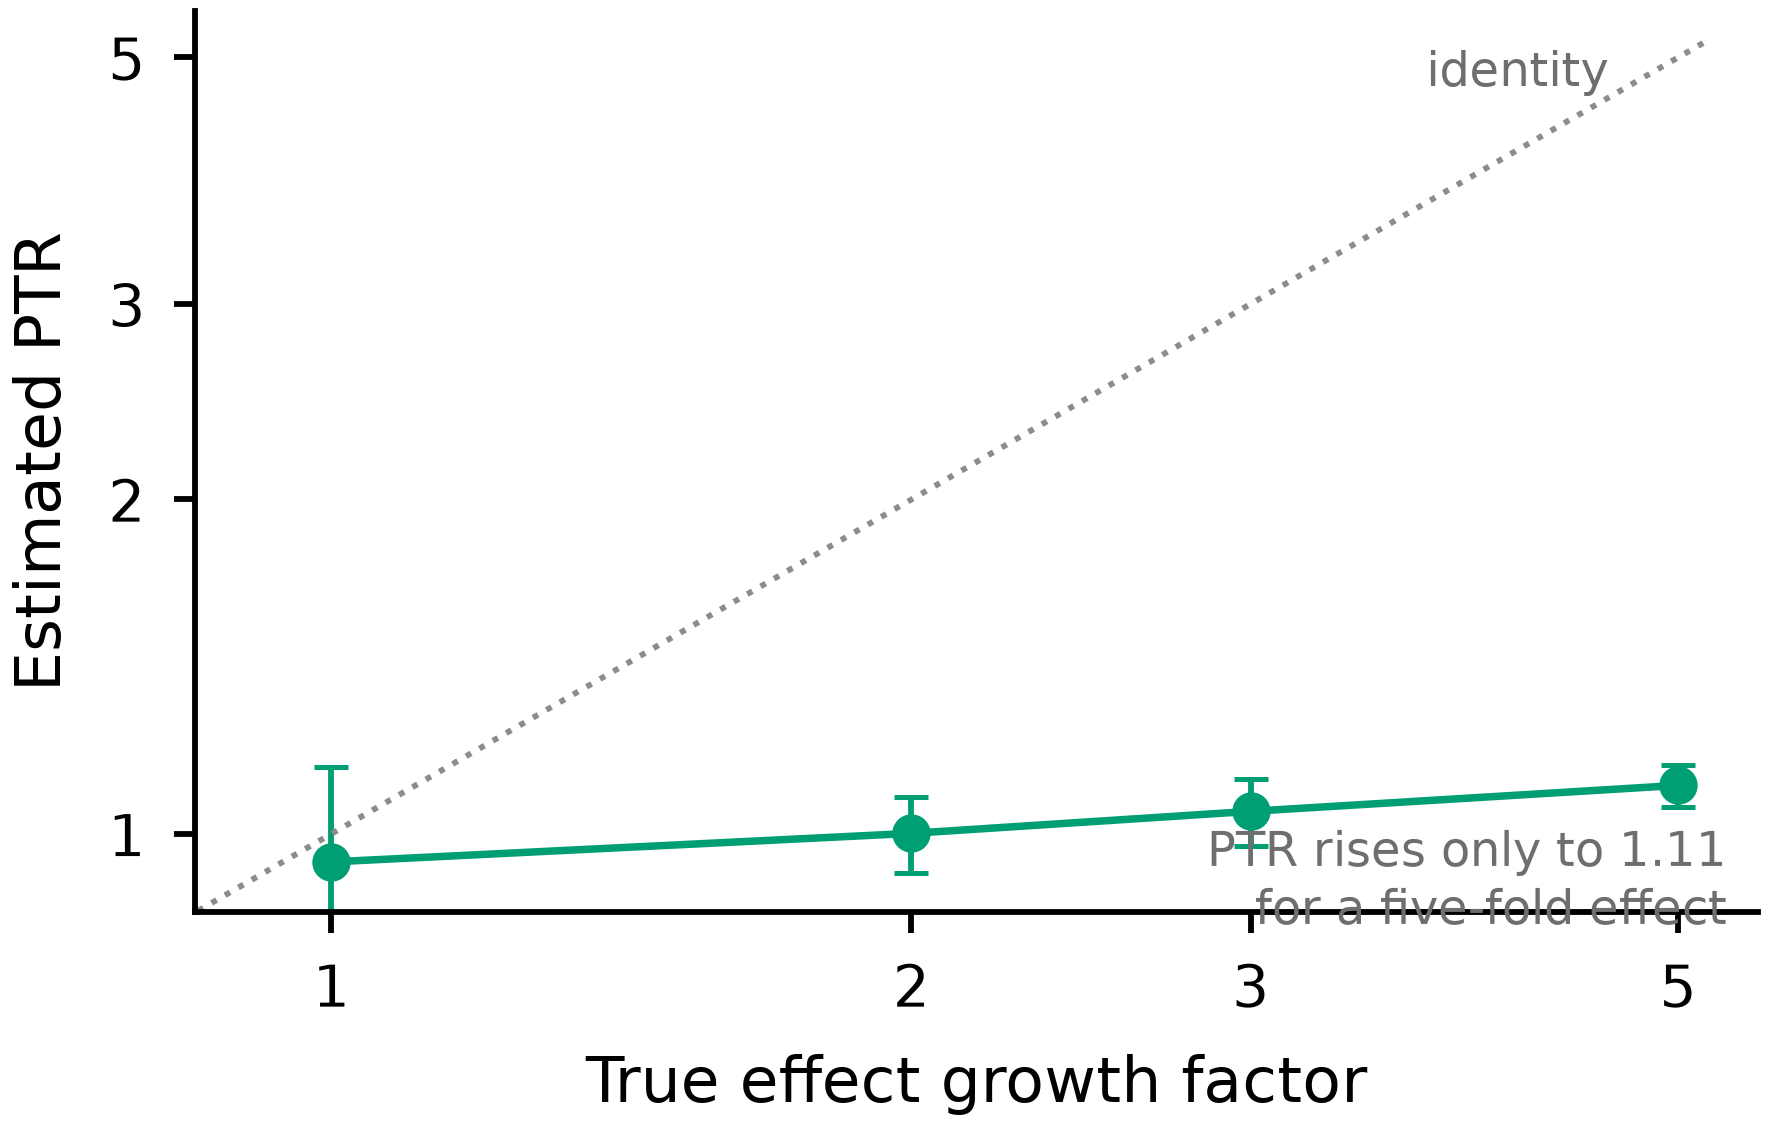 5
3
2
1
Estimated PTR
identity
PTR rises only to 1.11
for a five-fold effect
1
2
3
5
True effect growth factor